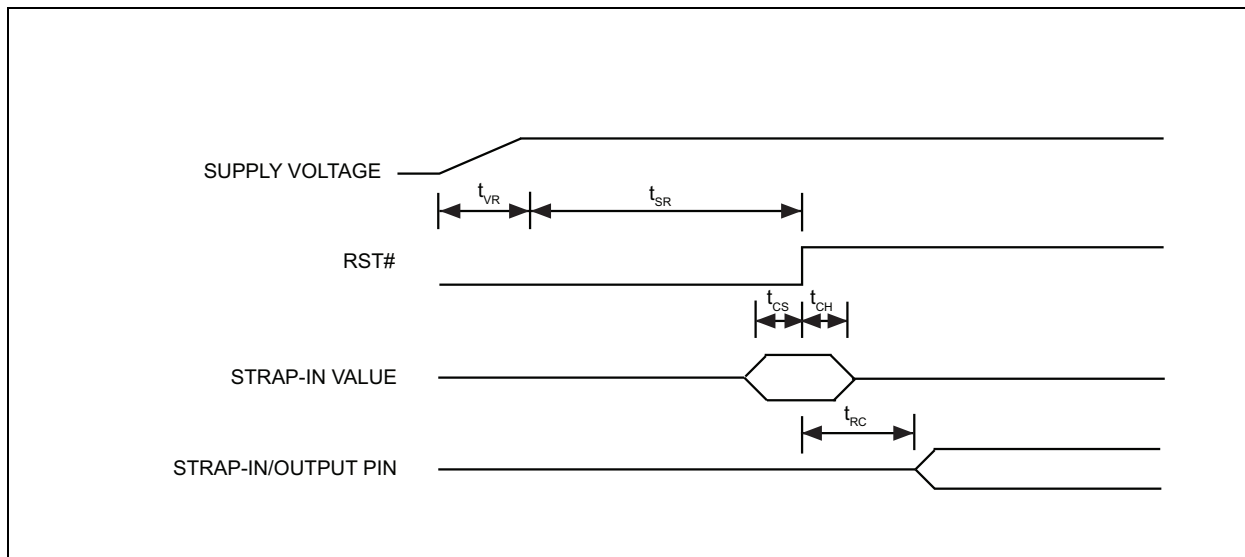 SUPPLY VOLTAGE
tVR
tSR
RST#
tCS
tCH
STRAP-IN VALUE
tRC
STRAP-IN/OUTPUT PIN